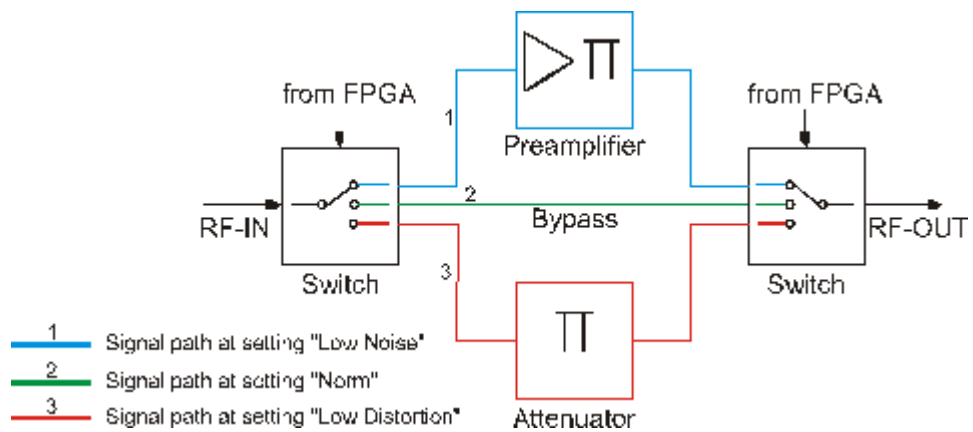 from FPGA
from FPGA
1
Preamplifier
2
RF-IN
Bypass
RF-OUT
Switch
3
Switch
1 Signal path at setting "Low Noise"
2 Signal path at setting "Norm"
3 Signal path at setting "Low Distortion"
Attenuator